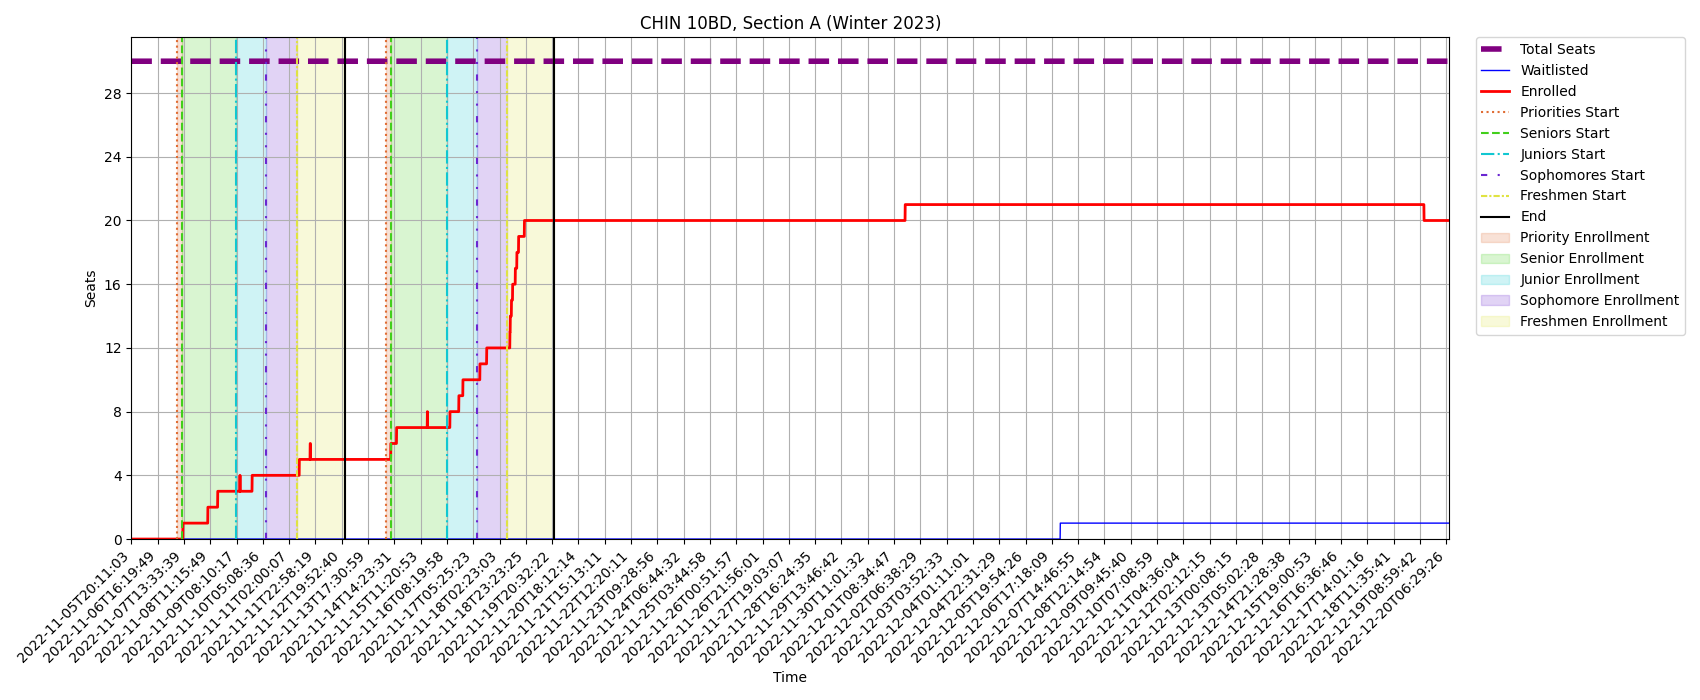 CHIN 10BD, Section A (Winter 2023)
Seats
28
24
20
16
12
8
4
0
2022-11-05T20:11:03
2022-11-06T16:19:49
2022-11-07T13:33:39
2022-11-08T11:15:49
2022-11-09T08:10:17
2022-11-10T05:08:36
2022-11-11T02:00:07
2022-11-11T22:58:19
2022-11-12T19:52:40
2022-11-13T17:30:59
2022-11-14T14:23:31
2022-11-15T11:20:53
2022-11-16T08:19:58
2022-11-17T05:25:23
2022-11-18T02:23:03
2022-11-18T23:23:23
2022-11-19T20:32:22
2022-11-20T18:12:14
2022-11-21T15:13:11
2022-11-22T12:20:11
2022-11-23T09:28:56
2022-11-24T06:44:32
2022-11-25T03:44:58
2022-11-26T00:51:57
2022-11-26T21:56:01
2022-11-27T19:03:07
2022-11-28T16:24:35
2022-11-29T13:46:42
2022-11-30T11:01:32
2022-12-01T08:34:47
2022-12-02T06:38:29
2022-12-03T03:52:33
2022-12-04T01:11:01
2022-12-04T22:31:29
2022-12-05T19:54:26
2022-12-06T17:18:09
2022-12-07T14:46:55
2022-12-08T12:14:54
2022-12-09T09:45:40
2022-12-10T07:08:59
2022-12-11T04:36:04
2022-12-12T02:12:15
2022-12-13T00:08:15
2022-12-13T05:02:28
2022-12-14T21:28:38
2022-12-15T19:00:53
2022-12-16T16:36:46
2022-12-17T14:01:16
2022-12-18T11:35:41
2022-12-19T08:59:42
2022-12-20T06:29:26
Time
Total Seats
Waitlisted
Enrolled
Priorities Start
Seniors Start
Juniors Start
Sophomores Start
Freshmen Start
End
Priority Enrollment
Senior Enrollment
Junior Enrollment
Sophomore Enrollment
Freshmen Enrollment